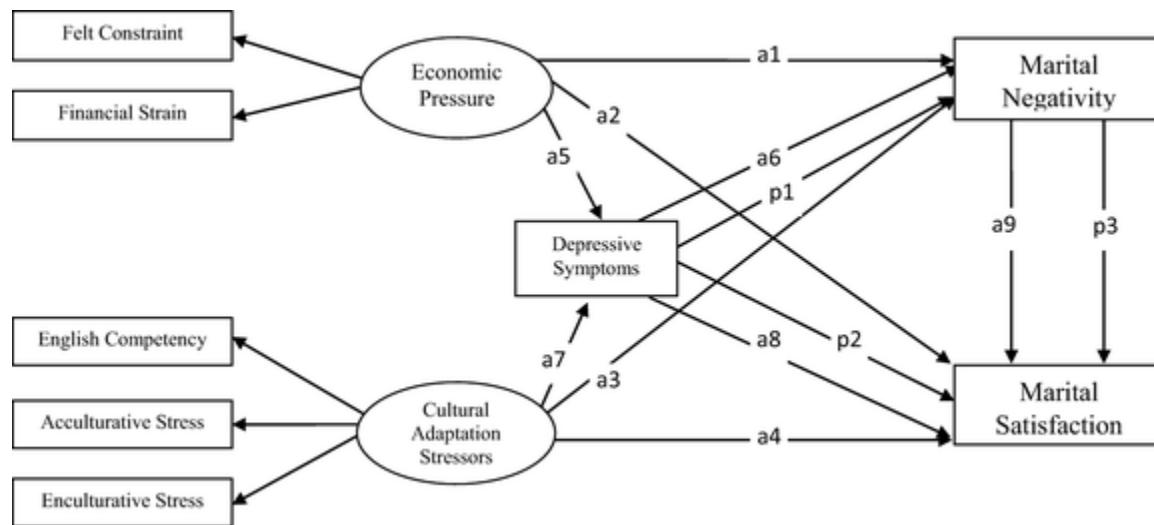 Felt Constraint
Financial Strain
Economic
Pressure
a1
a2
Marital
Negativity
a5
a6
p1
a9
p3
Depressive
Symptoms
English Competency
Acculturative Stress
Enculturative Stress
a7
a3
a8
p2
Cultural
Adaptation
Stressors
a4
Marital
Satisfaction